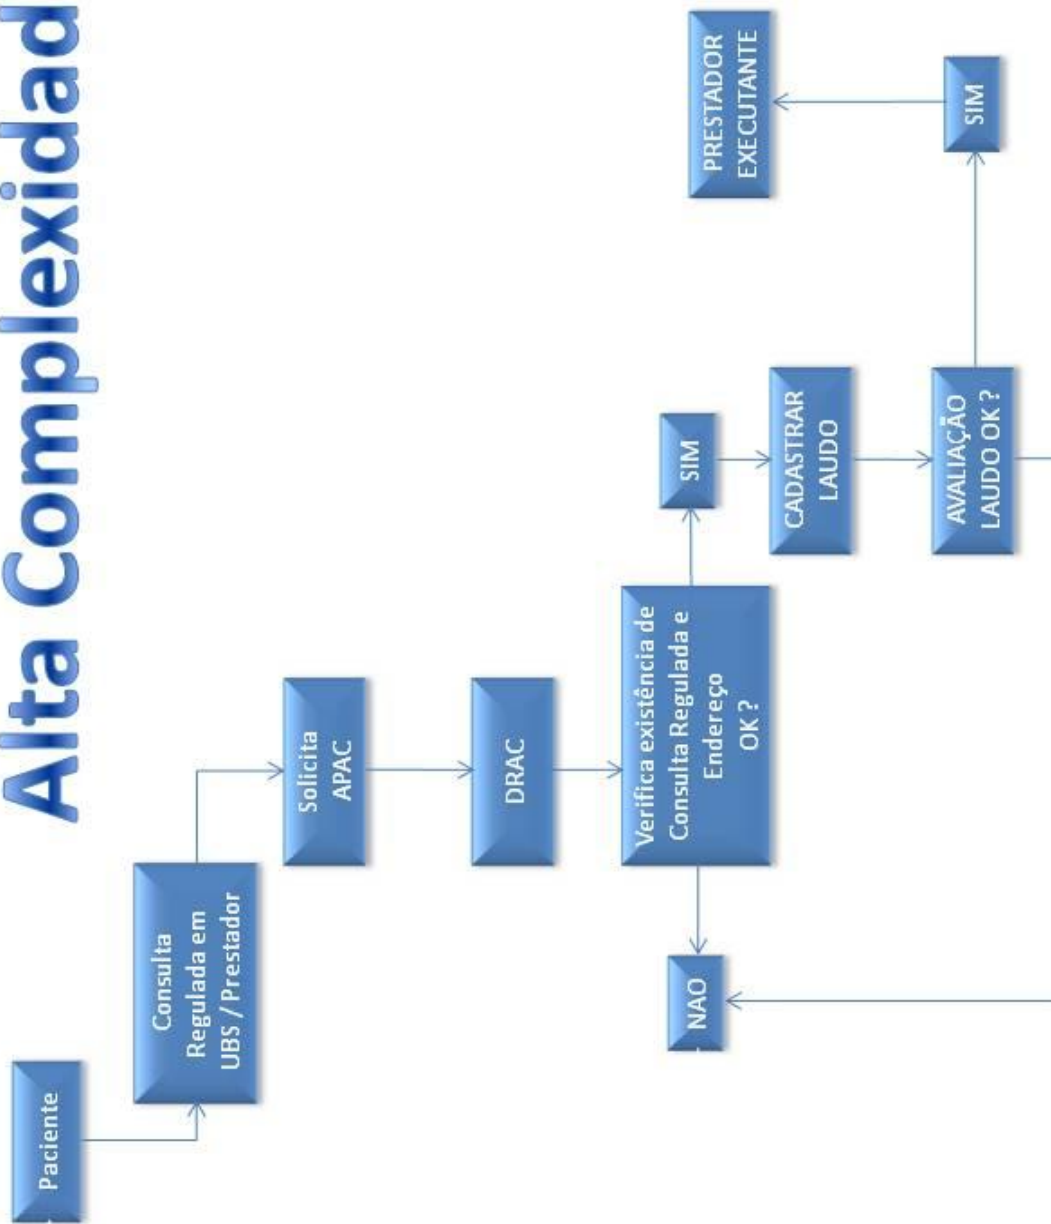 Alta Complexidad
Paciente
Consulta
Regulada em
UBS / Prestador
Solicita
APAC
DRAC
Verifica existência de
Consulta Regulada e
Endereço
OK ?
NAO
SIM
CADASTRAR
LAUDO
AVALIAÇÃO
LAUDO OK ?
SIM
PRESTADOR
EXECUTANTE